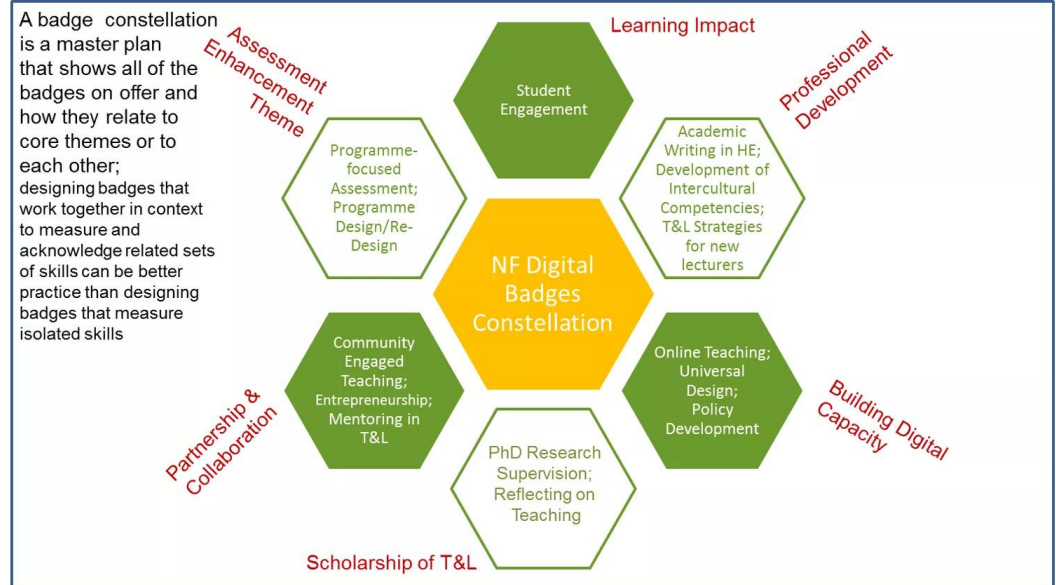 A badge constellation
is a master plan
that shows all of the
badges on offer and
how they relate to
core themes or to
each other;
designing badges that
work together in context
to measure and
acknowledge related sets
of skills can be better
practice than designing
badges that measure
isolated skills
Assessment
Enhancement
Theme
Learning Impact
Professional
Development
Student
Engagement
Programme-
focused
Assessment;
Programme
Design/Re-
Design
Academic
Writing in HE;
Development of
Intercultural
Competencies;
T&L Strategies
for new
lecturers
NF Digital
Badges
Constellation
Community
Engaged
Teaching;
Entrepreneurship;
Mentoring in
T&L
Online Teaching;
Universal
Design;
Policy
Development
Partnership &
Collaboration
Building Digital
Capacity
PhD Research
Supervision;
Reflecting on
Teaching
Scholarship of T&L